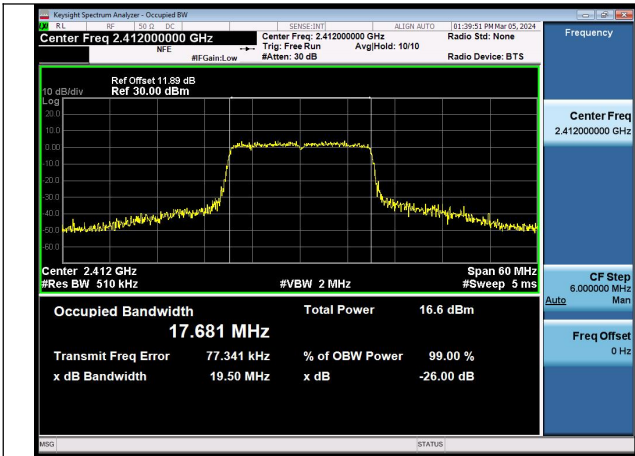 Keysight Spectrum Analyzer - Occupied BW
LXI RL RF 50 Ω DC SENSE:INT ALIGN AUTO 01:39:51 PM Mar 05, 2024
Center Freq 2.412000000 GHz
Center Freq: 2.412000000 GHz
Radio Std: None
NFE
Trig: Free Run
Avg|Hold: 10/10
#IFGain:Low
#Atten: 30 dB
Radio Device: BTS
Ref Offset 11.89 dB
10 dB/div
Ref 30.00 dBm
Log
20.0
10.0
0.00
-10.0
-20.0
-30.0
-40.0
-50.0
-60.0
Center 2.412 GHz
Span 60 MHz
#Res BW 510 kHz
#VBW 2 MHz
#Sweep 5 ms
Occupied Bandwidth
Total Power
16.6 dBm
17.681 MHz
Transmit Freq Error
77.341 kHz
% of OBW Power
99.00 %
x dB Bandwidth
19.50 MHz
x dB
-26.00 dB
MSG
STATUS
Frequency
Center Freq
2.412000000 GHz
CF Step
6.000000 MHz
Auto Man
Freq Offset
0 Hz